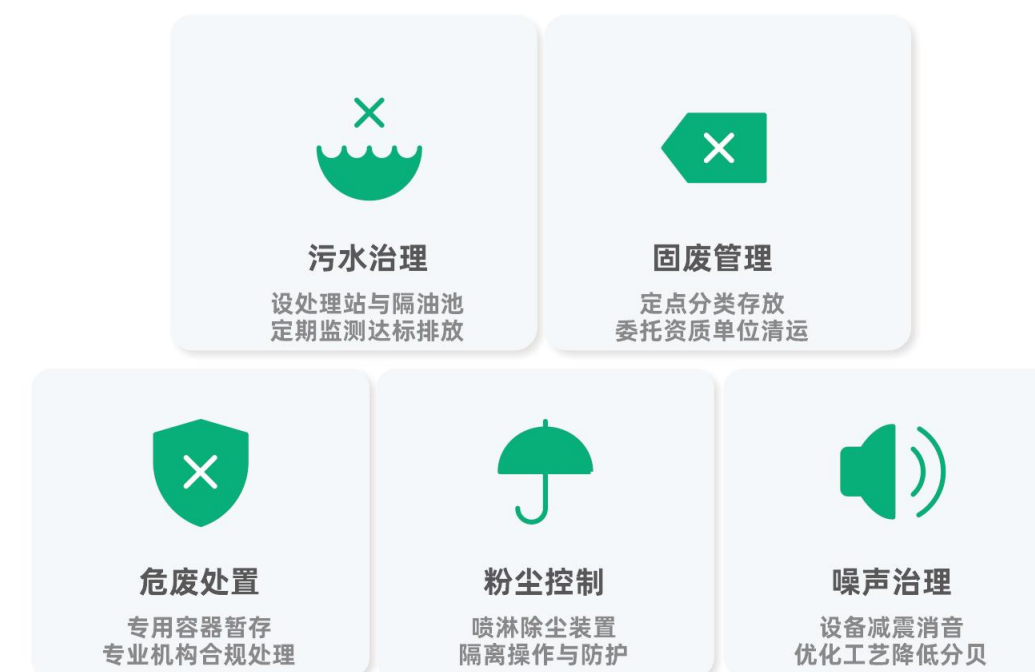 污水治理
设处理站与隔油池
定期监测达标排放
固废管理
定点分类存放
委托资质单位清运
危废处置
专用容器暂存
专业机构合规处理
粉尘控制
喷淋除尘装置
隔离操作与防护
噪声治理
设备减震消音
优化工艺降低分贝